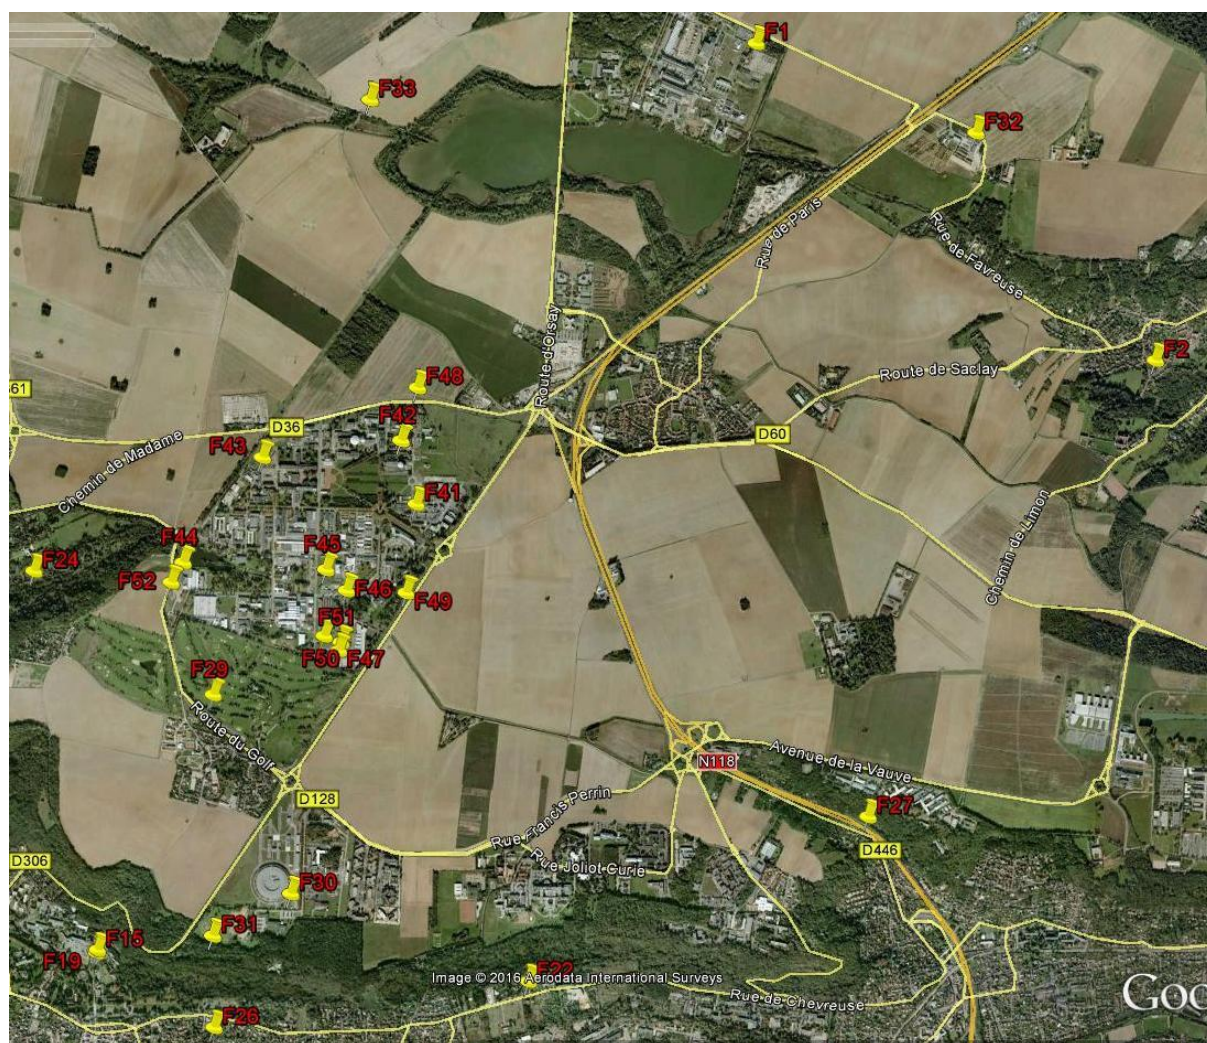 F1
F33
F32
Rue de Paris
Rue de Favreuse
Route d'Orsay
F2
Route de Saclay
F48
61
D36
F42
D60
F43
Chemin de Madame
F41
Chemin de Limon
F44
F45
F24
F52
F46
F49
F51
F50
F47
F29
Route du Golf
Avenue de la Vauve
N118
D128
Rue Francis Perrin
F27
D446
D306
Rue Joliot Curie
F30
F31
F15
F19
F22
Image © 2016 Aerodata International Surveys
Rue de Chevreuse
Goo
F26